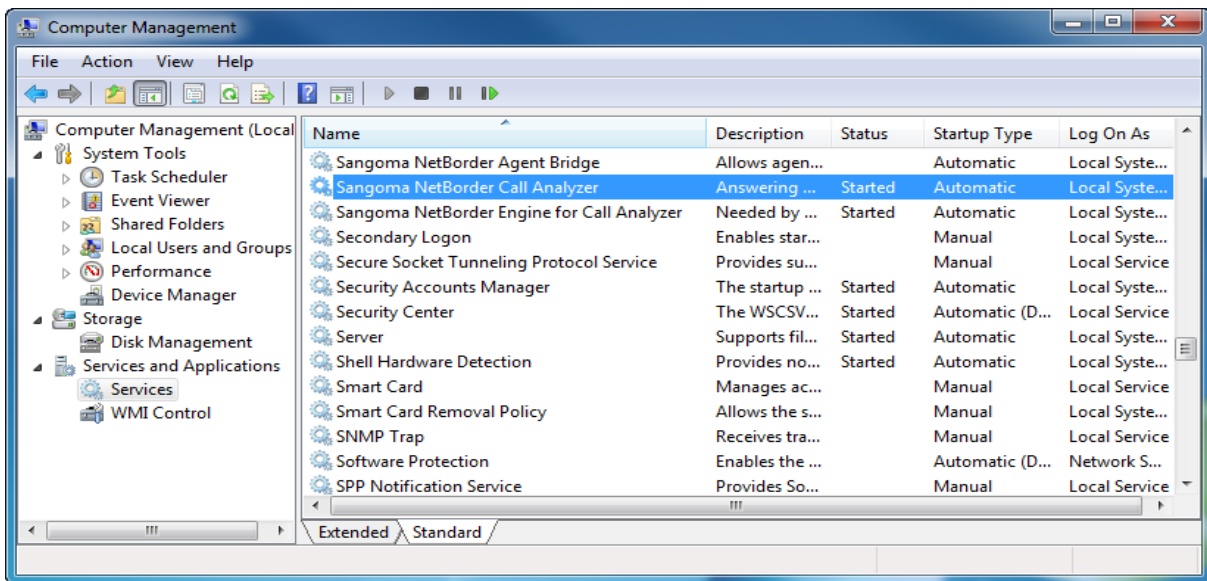 Computer Management
File Action View Help
Computer Management (Local
System Tools
Task Scheduler
Event Viewer
Shared Folders
Local Users and Groups
Performance
Device Manager
Storage
Disk Management
Services and Applications
Services
WMI Control
Name Description Status Startup Type Log On As
Sangoma NetBorder Agent Bridge Allows agen... Automatic Local Syste...
Sangoma NetBorder Call Analyzer Answering ... Started Automatic Local Syste...
Sangoma NetBorder Engine for Call Analyzer Needed by ... Started Automatic Local Syste...
Secondary Logon Enables star... Manual Local Syste...
Secure Socket Tunneling Protocol Service Provides su... Manual Local Service
Security Accounts Manager The startup ... Started Automatic Local Syste...
Security Center The WSCSV... Started Automatic (D... Local Service
Server Supports fil... Started Automatic Local Syste...
Shell Hardware Detection Provides no... Started Automatic Local Syste...
Smart Card Manages ac... Manual Local Service
Smart Card Removal Policy Allows the s... Manual Local Syste...
SNMP Trap Receives tra... Manual Local Service
Software Protection Enables the ... Automatic (D... Network S...
SPP Notification Service Provides So... Manual Local Service
Extended Standard